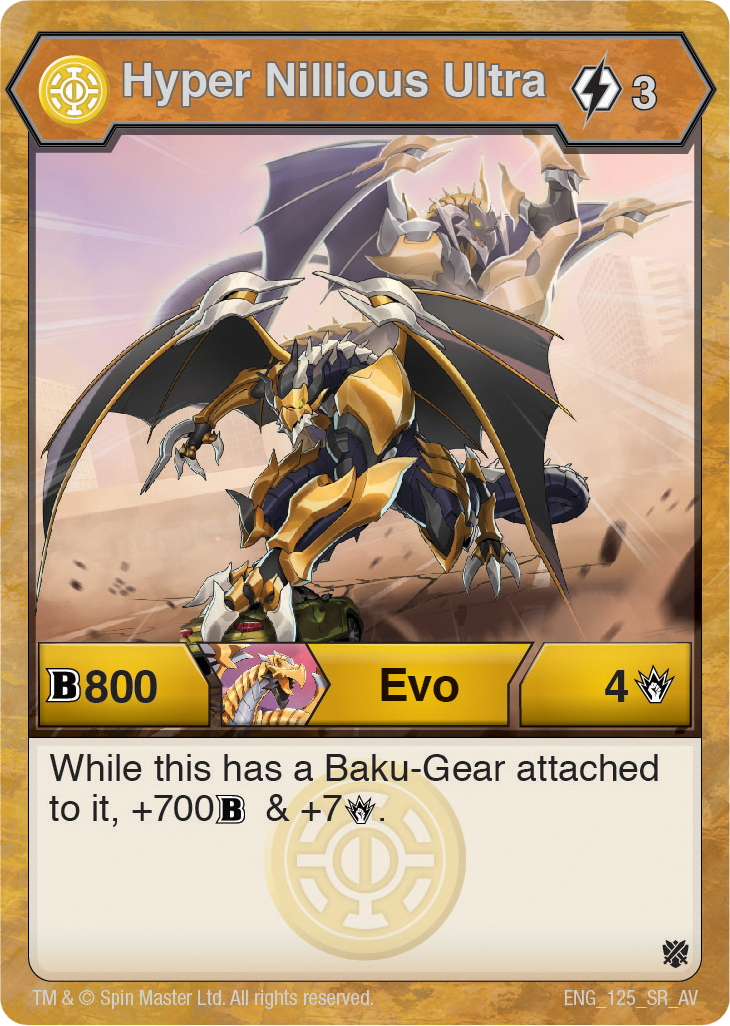 Hyper Nillious Ultra 3
B800 Evo 4
While this has a Baku-Gear attached
to it, +700B & +7.
TM & © Spin Master Ltd. All rights reserved. ENG_125_SR_AV